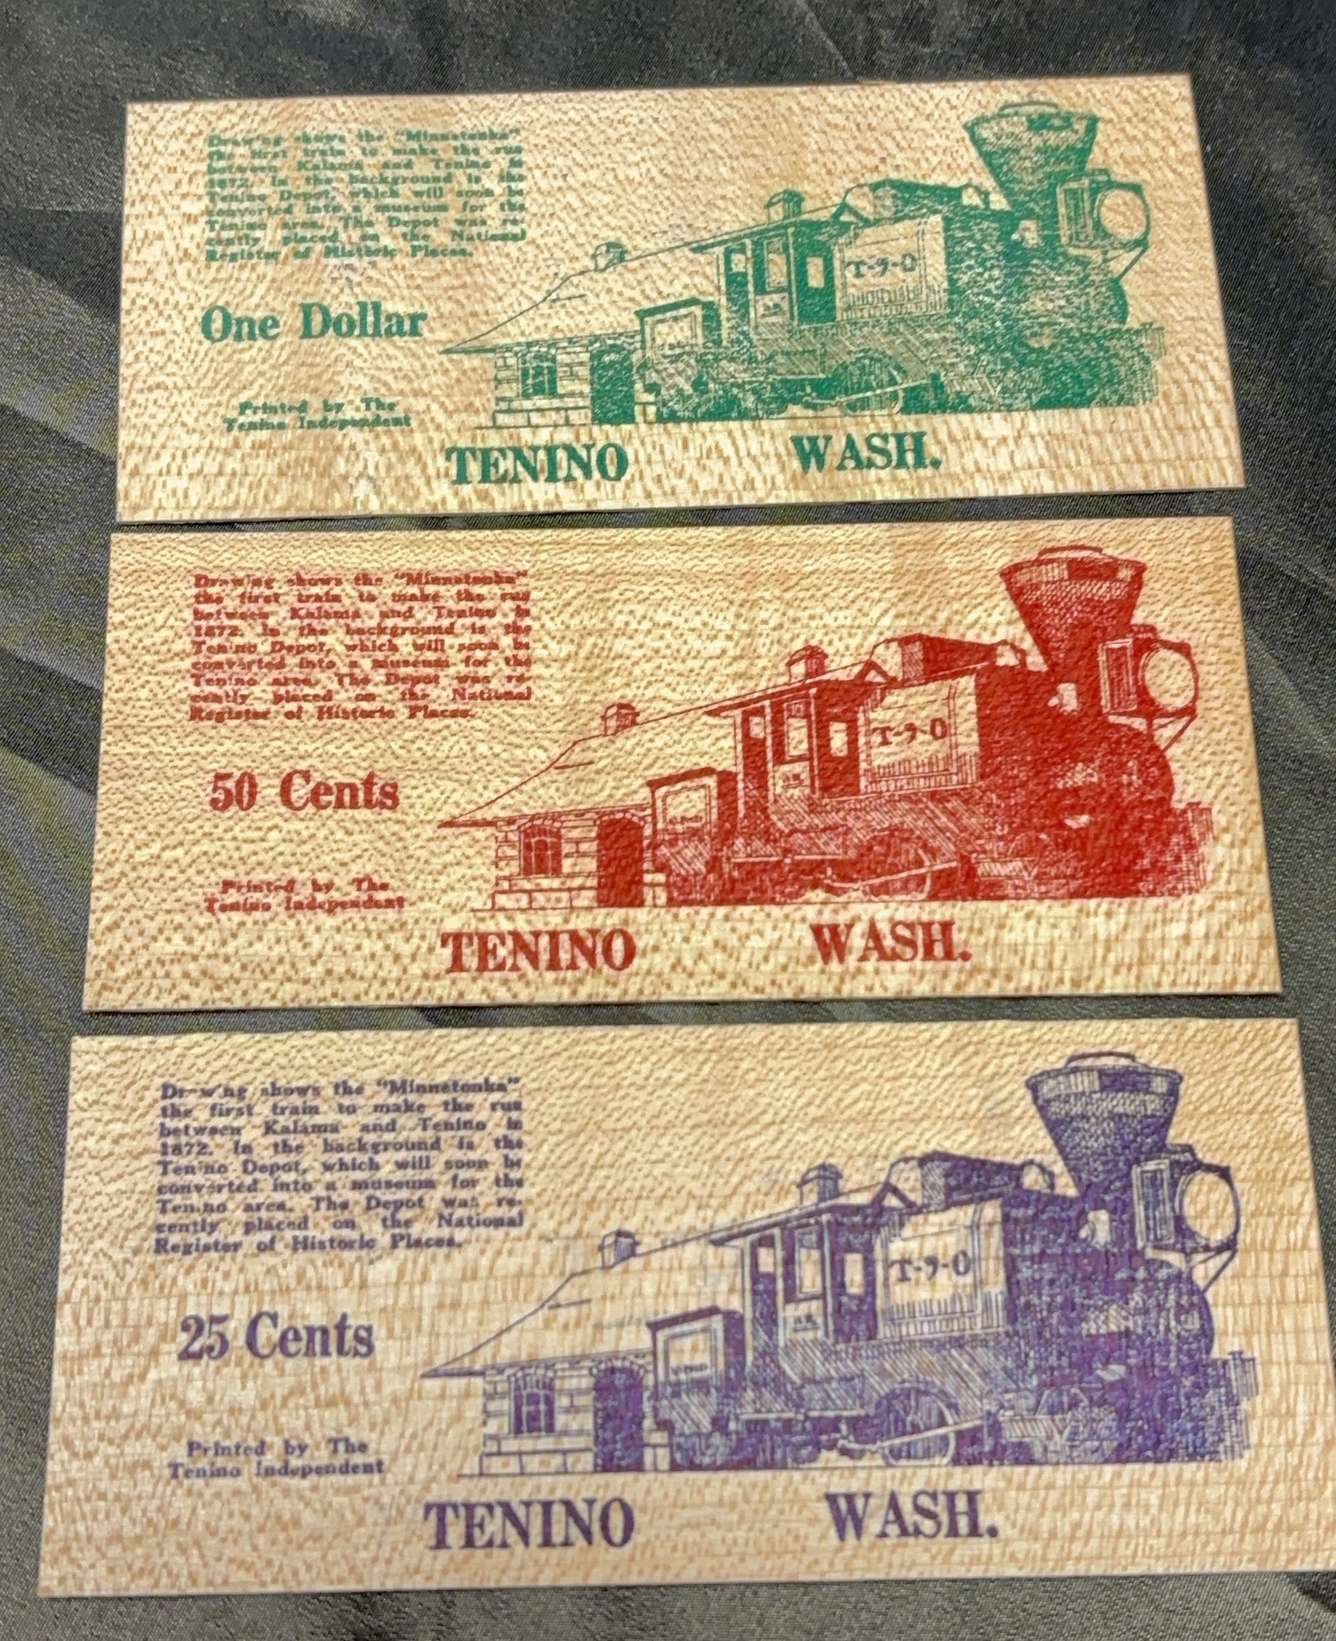 Drawing shows the "Minnetonka"
the first train to make the run
between Kalama and Tenino in
1872. In the background is the
Tenino Depot, which will soon be
converted into a museum for the
Tenino area. The Depot was re-
cently placed on the National
Register of Historic Places.
One Dollar
Printed by The
Tenino Independent
T-9-0
TENINO WASH.
Drawing shows the "Minnetonka"
the first train to make the run
between Kalama and Tenino in
1872. In the background is the
Tenino Depot, which will soon be
converted into a museum for the
Tenino area. The Depot was re-
cently placed on the National
Register of Historic Places.
50 Cents
Printed by The
Tenino Independent
T-9-0
TENINO WASH.
Drawing shows the "Minnetonka"
the first train to make the run
between Kalama and Tenino in
1872. In the background is the
Tenino Depot, which will soon be
converted into a museum for the
Tenino area. The Depot was re-
cently placed on the National
Register of Historic Places.
25 Cents
Printed by The
Tenino Independent
T-9-0
TENINO WASH.